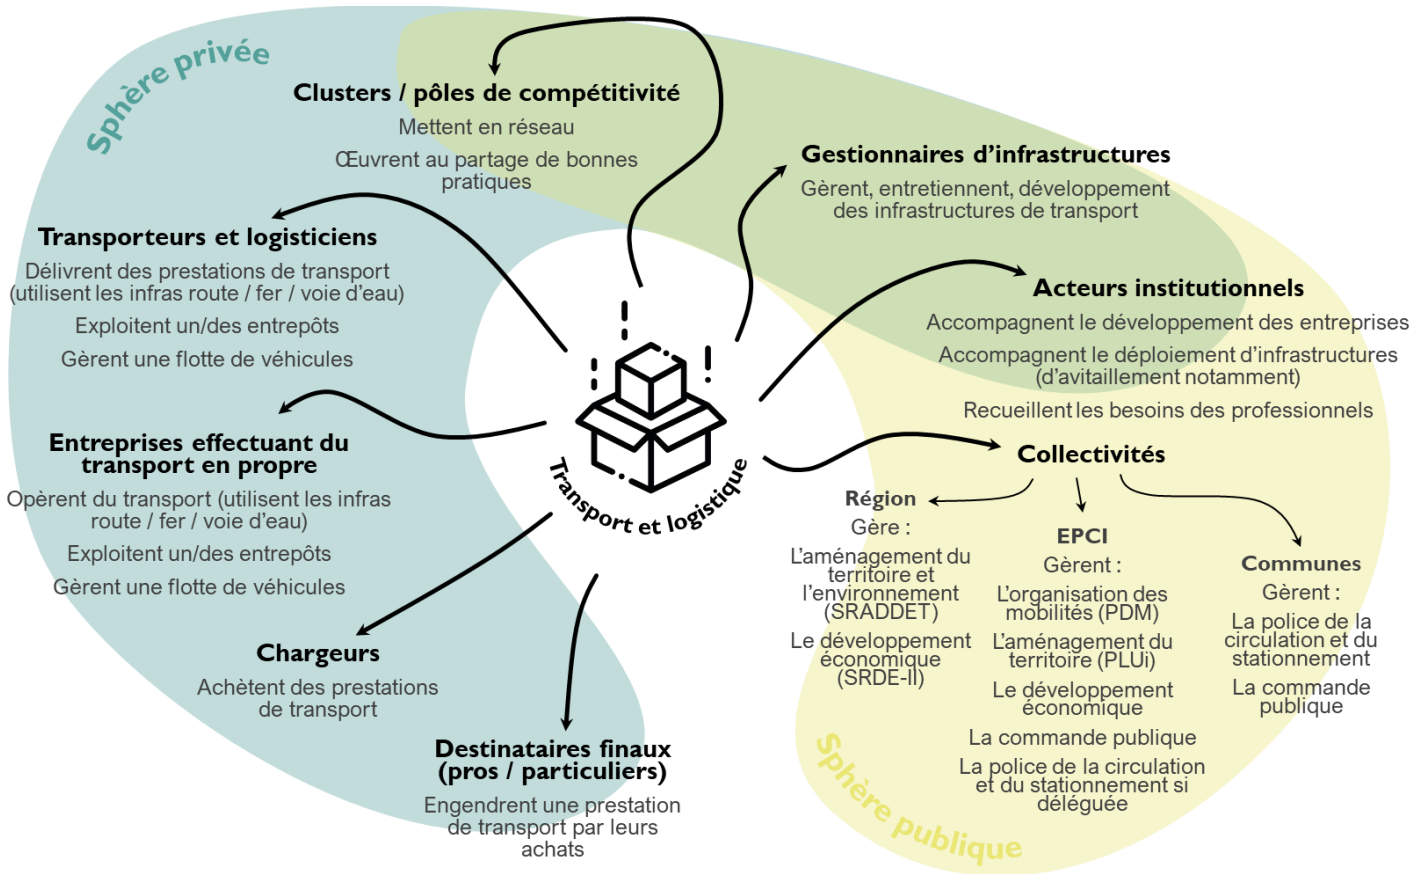 Sphère privée
Clusters / pôles de compétitivité
Mettent en réseau
Œuvrent au partage de bonnes
pratiques
Gestionnaires d’infrastructures
Gèrent, entretiennent, développement
des infrastructures de transport
Transporteurs et logisticiens
Délivrent des prestations de transport
(utilisent les infras route / fer / voie d’eau)
Exploitent un/des entrepôts
Gèrent une flotte de véhicules
Acteurs institutionnels
Accompagnent le développement des entreprises
Accompagnent le déploiement d’infrastructures
(d’avitaillement notamment)
Recueillent les besoins des professionnels
Entreprises effectuant du
transport en propre
Opèrent du transport (utilisent les infras
route / fer / voie d’eau)
Exploitent un/des entrepôts
Gèrent une flotte de véhicules
Transport et logistique
Collectivités
Région
Gère :
L’aménagement du
territoire et
l’environnement
(SRADDET)
Le développement
économique
(SRDE-II)
EPCI
Gèrent :
L’organisation des
mobilités (PDM)
L’aménagement du
territoire (PLUi)
Le développement
économique
La commande publique
La police de la circulation
et du stationnement si
déléguée
Communes
Gèrent :
La police de la
circulation et du
stationnement
La commande
publique
Chargeurs
Achètent des prestations
de transport
Destinataires finaux
(pros / particuliers)
Engendrent une prestation
de transport par leurs
achats
Sphère publique